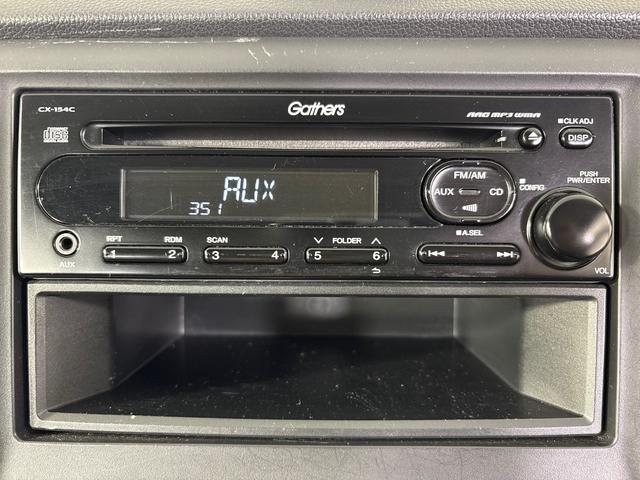 CX-154C
Gathers
AAC MP3 WMA
CLK ADJ
DISP
disc
AUX
351
FM/AM
AUX
CD
CONFIG
PUSH
PWR/ENTER
VOL
AUX
RPT
RDM
1
2
SCAN
3
4
FOLDER
5
6
A.SEL